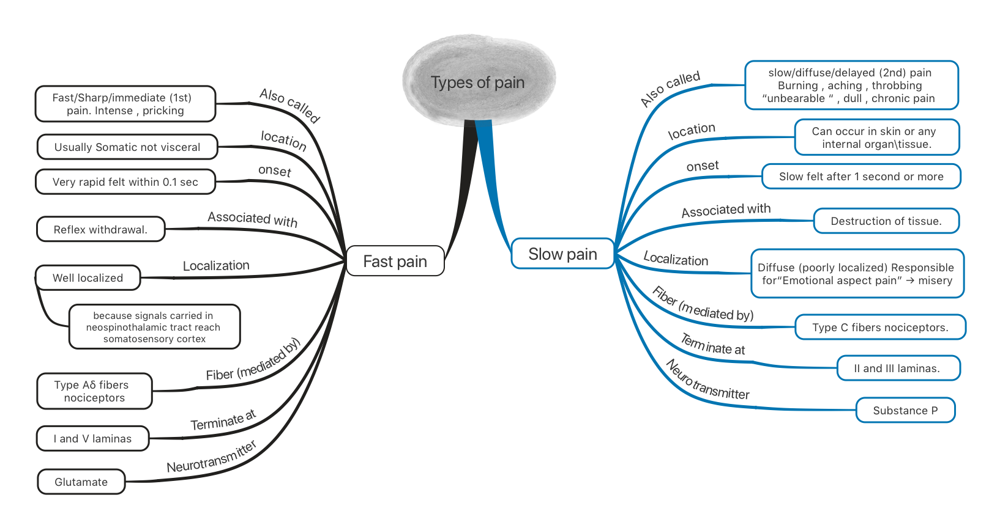 Types of pain
Fast pain
Also called
Fast/Sharp/immediate (1st)
pain. Intense , pricking
location
Usually Somatic not visceral
onset
Very rapid felt within 0.1 sec
Associated with
Reflex withdrawal.
Localization
Well localized
because signals carried in
neospinothalamic tract reach
somatosensory cortex
Fiber (mediated by)
Type Aδ fibers
nociceptors
Terminate at
I and V laminas
Neurotransmitter
Glutamate
Slow pain
Also called
slow/diffuse/delayed (2nd) pain
Burning , aching , throbbing
“unbearable “ , dull , chronic pain
location
Can occur in skin or any
internal organ\tissue.
onset
Slow felt after 1 second or more
Associated with
Destruction of tissue.
Localization
Diffuse (poorly localized) Responsible
for“Emotional aspect pain” → misery
Fiber (mediated by)
Type C fibers nociceptors.
Terminate at
II and III laminas.
Neurotransmitter
Substance P